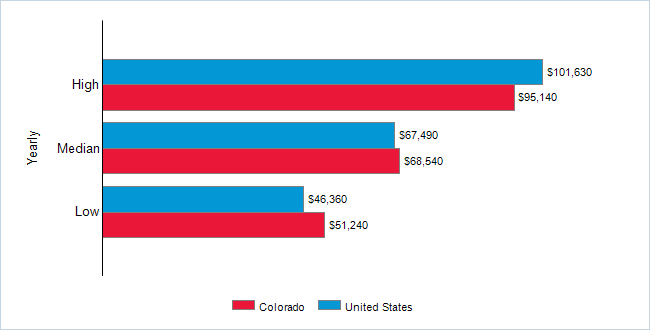 Yearly
High
$101,630
$95,140
Median
$67,490
$68,540
Low
$46,360
$51,240
Colorado United States